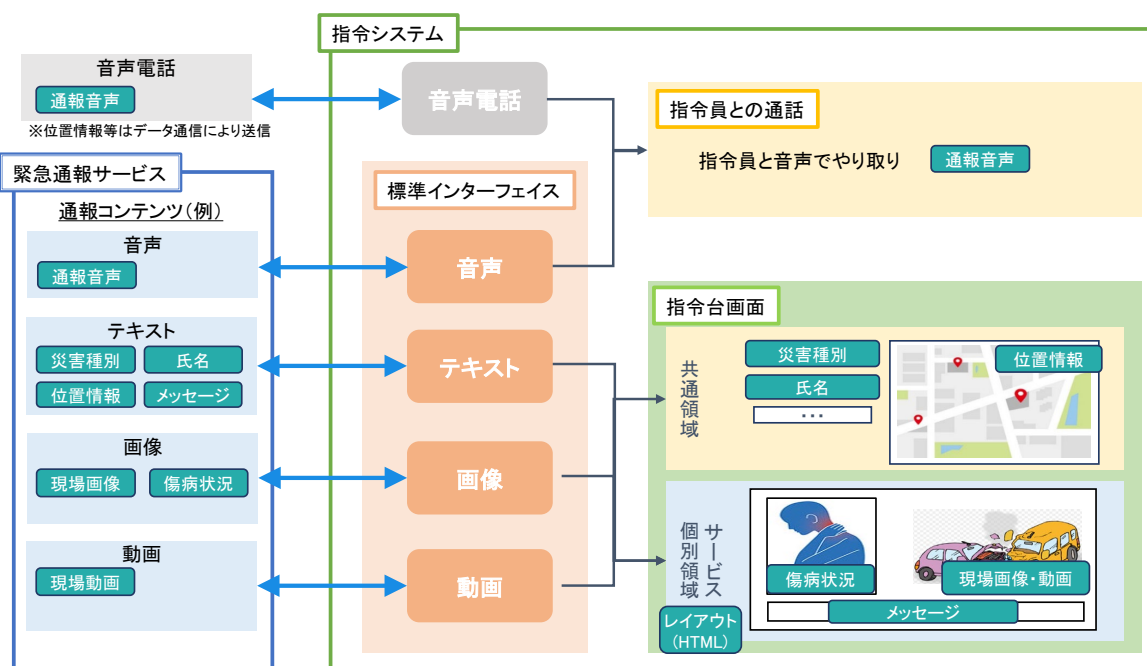 指令システム
音声電話
通報音声
※位置情報等はデータ通信により送信
緊急通報サービス
通報コンテンツ(例)
音声
通報音声
テキスト
災害種別
氏名
位置情報
メッセージ
画像
現場画像
傷病状況
動画
現場動画
音声電話
標準インターフェイス
音声
テキスト
画像
動画
指令員との通話
指令員と音声でやり取り
通報音声
指令台画面
共通領域
災害種別
氏名
...
位置情報
サービス
個別領域
傷病状況
現場画像・動画
メッセージ
レイアウト
(HTML)